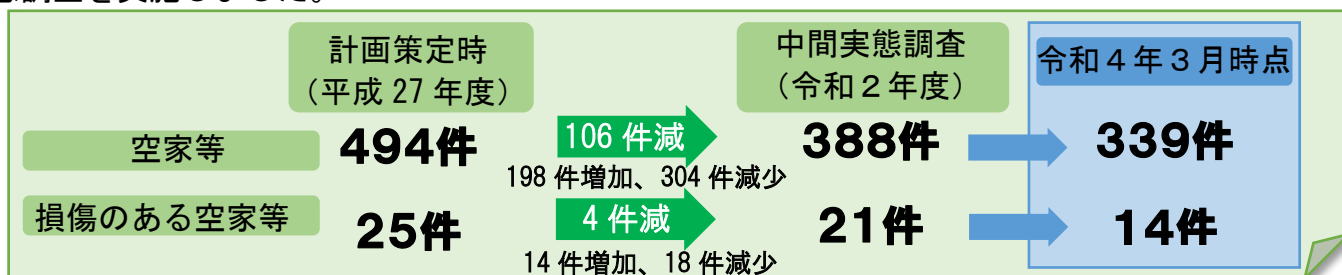 計画策定時
（平成 27 年度）
中間実態調査
（令和２年度）
令和４年３月時点
空家等
494件
106 件減
388件
339件
198 件増加、304 件減少
損傷のある空家等
25件
4 件減
21件
14件
14 件増加、18 件減少